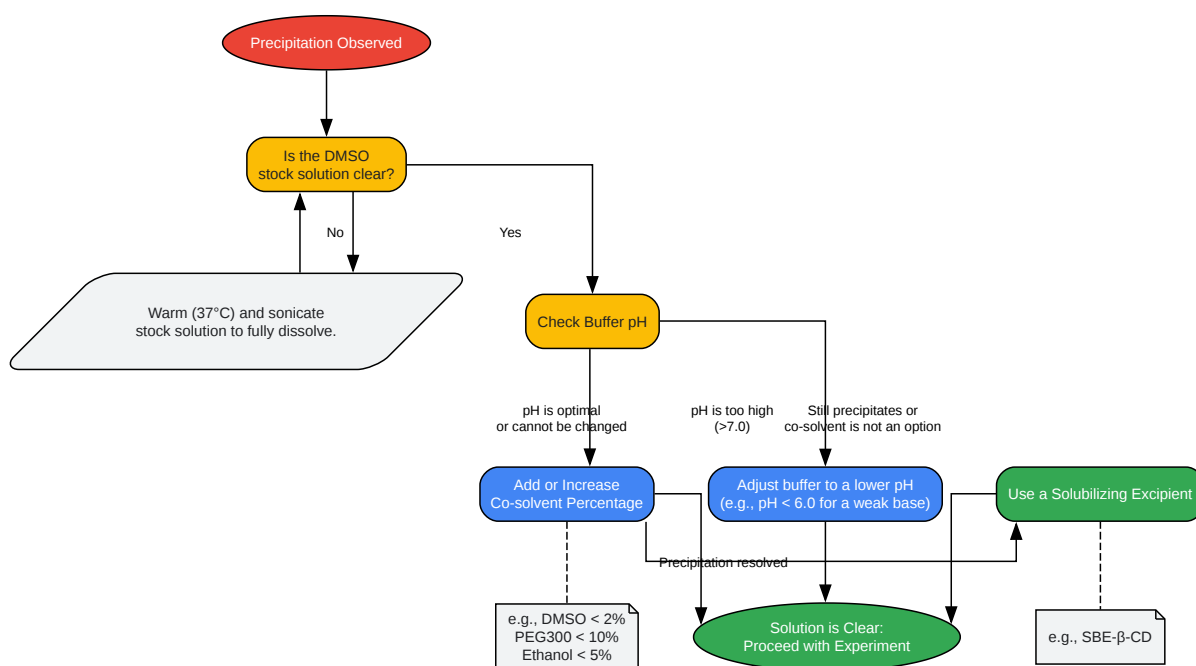 Precipitation Observed
Is the DMSO
stock solution clear?
No
Yes
Warm (37°C) and sonicate
stock solution to fully dissolve.
Check Buffer pH
pH is optimal
or cannot be changed
pH is too high
(>7.0)
Still precipitates or
co-solvent is not an option
Add or Increase
Co-solvent Percentage
Adjust buffer to a lower pH
(e.g., pH < 6.0 for a weak base)
Use a Solubilizing Excipient
Precipitation resolved
e.g., DMSO < 2%
PEG300 < 10%
Ethanol < 5%
Solution is Clear:
Proceed with Experiment
e.g., SBE-β-CD